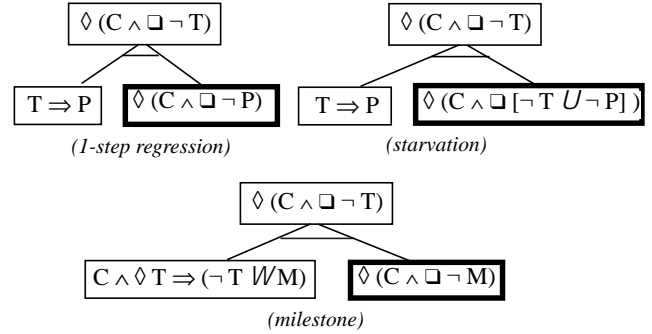 ◊ (C ∧ ❑ ¬ T)
◊ (C ∧ ❑ ¬ T)
T ⇒ P
◊ (C ∧ ❑ ¬ P)
T ⇒ P
◊ (C ∧ ❑ [¬ T U ¬ P] )
(1-step regression)
(starvation)
◊ (C ∧ ❑ ¬ T)
C ∧ ◊ T ⇒ (¬ T W M)
◊ (C ∧ ❑ ¬ M)
(milestone)